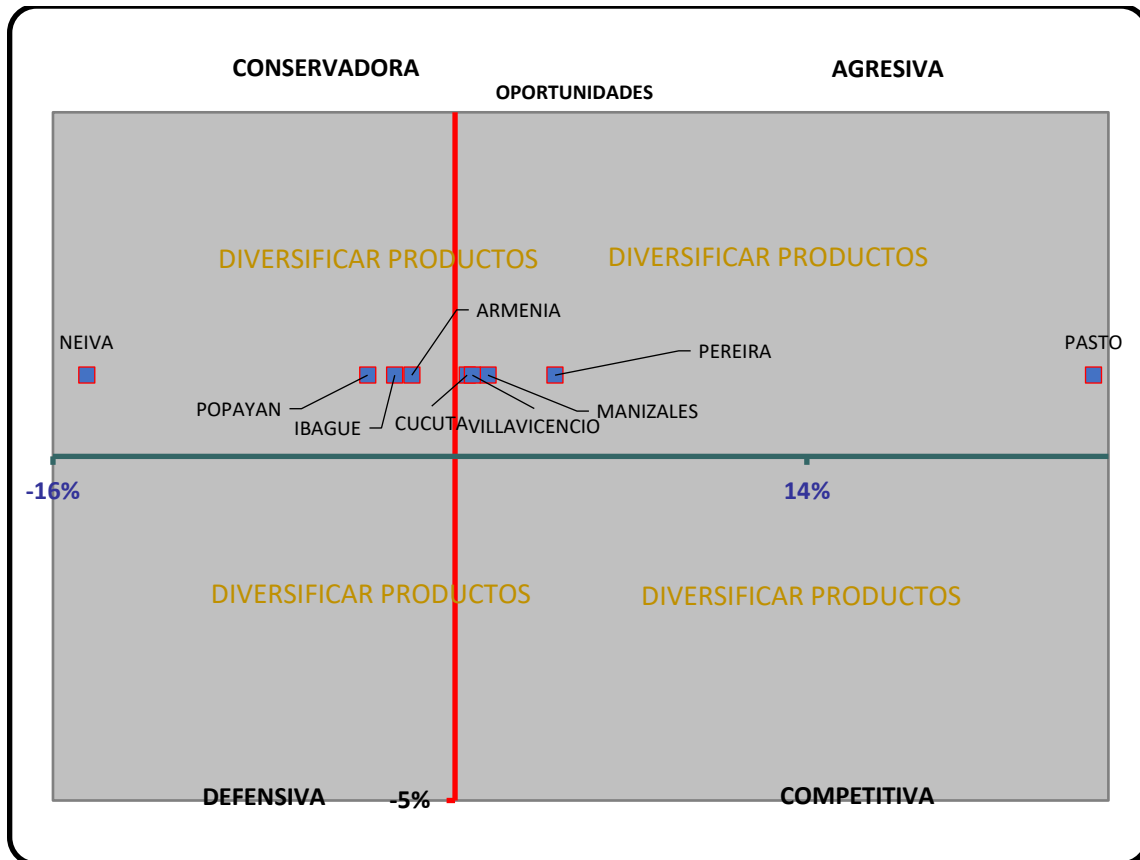 CONSERVADORA
AGRESIVA
OPORTUNIDADES
DIVERSIFICAR PRODUCTOS
DIVERSIFICAR PRODUCTOS
ARMENIA
NEIVA
PEREIRA
PASTO
POPAYAN
IBAGUE
CUCUTA
VILLAVICENCIO
MANIZALES
-16%
14%
DIVERSIFICAR PRODUCTOS
DIVERSIFICAR PRODUCTOS
DEFENSIVA
-5%
COMPETITIVA